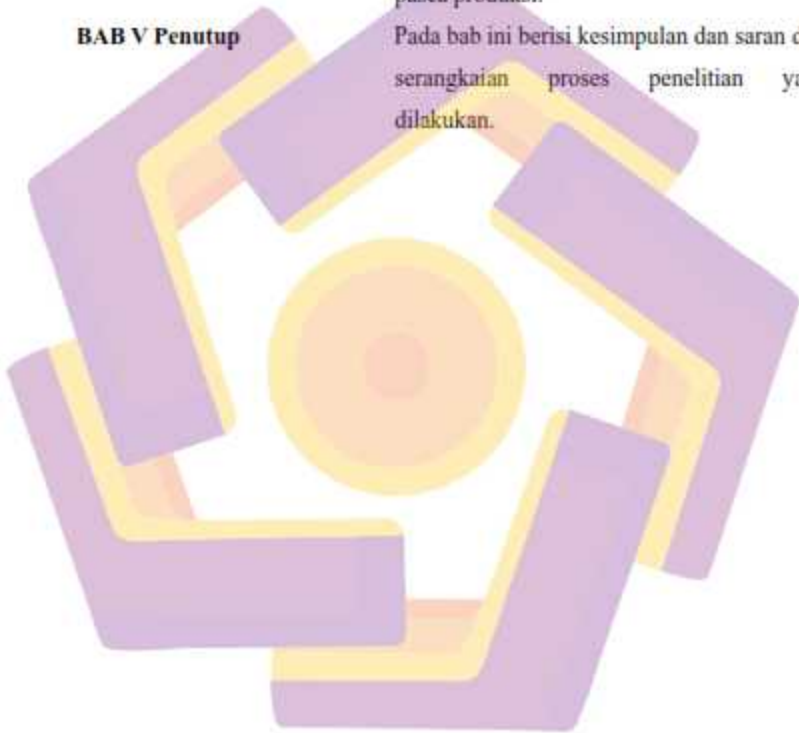 BAB V Penutup
Pada bab ini berisi kesimpulan dan saran
serangkaian proses penelitian
dilakukan.